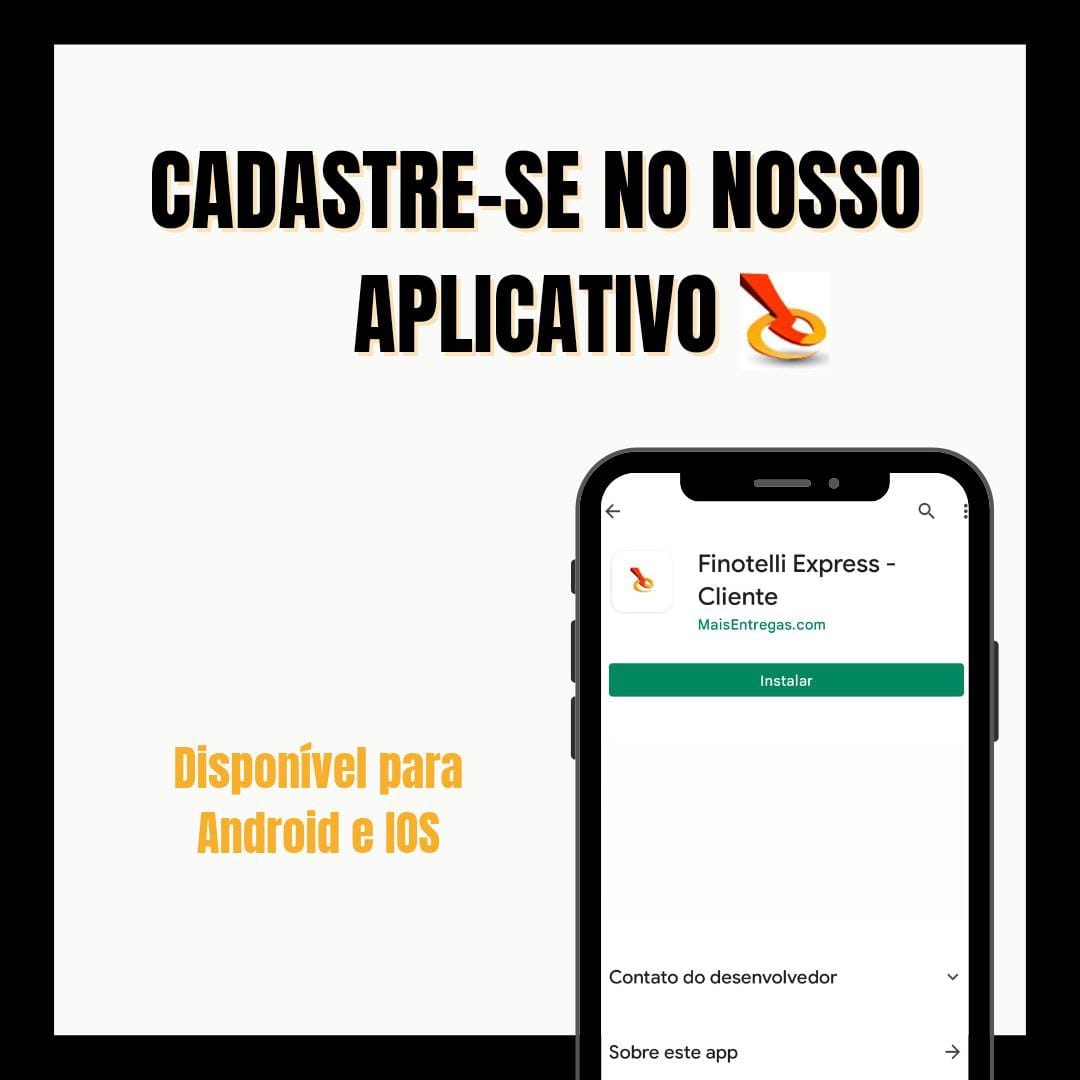 CADASTRE-SE NO NOSSO
APLICATIVO
Finotelli Express -
Cliente
MaisEntregas.com
Instalar
Disponível para
Android e IOS
Contato do desenvolvedor
Sobre este app